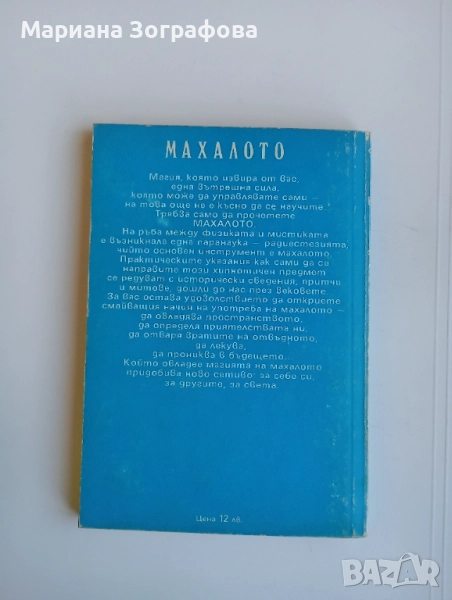 Мариана Зографова
МАХАЛОТО
Магия, която извира от вас,
една вътрешна сила,
която може да управлявате сами –
на това още не е късно да се научите.
Трябва само да прочетете
МАХАЛОТО.
На ръба между физиката и мистиката
е възникнала една паранаука – радиестезията,
чийто основен инструмент е махалото.
Практическите указания как сами да си
направите този хипнотичен предмет
се редуват с исторически сведения, притчи
и митове, дошли до нас през вековете.
За вас остава удоволствието да откриете
смайващия начин на употреба на махалото –
да овладява пространството,
да определя приятелствата ни,
да отваря вратите на отвъдното,
да лекува,
да прониква в бъдещето...
Който овладее магията на махалото
придобива ново сетиво: за себе си,
за другите, за света.
Цена 12 лв.
BAZAR